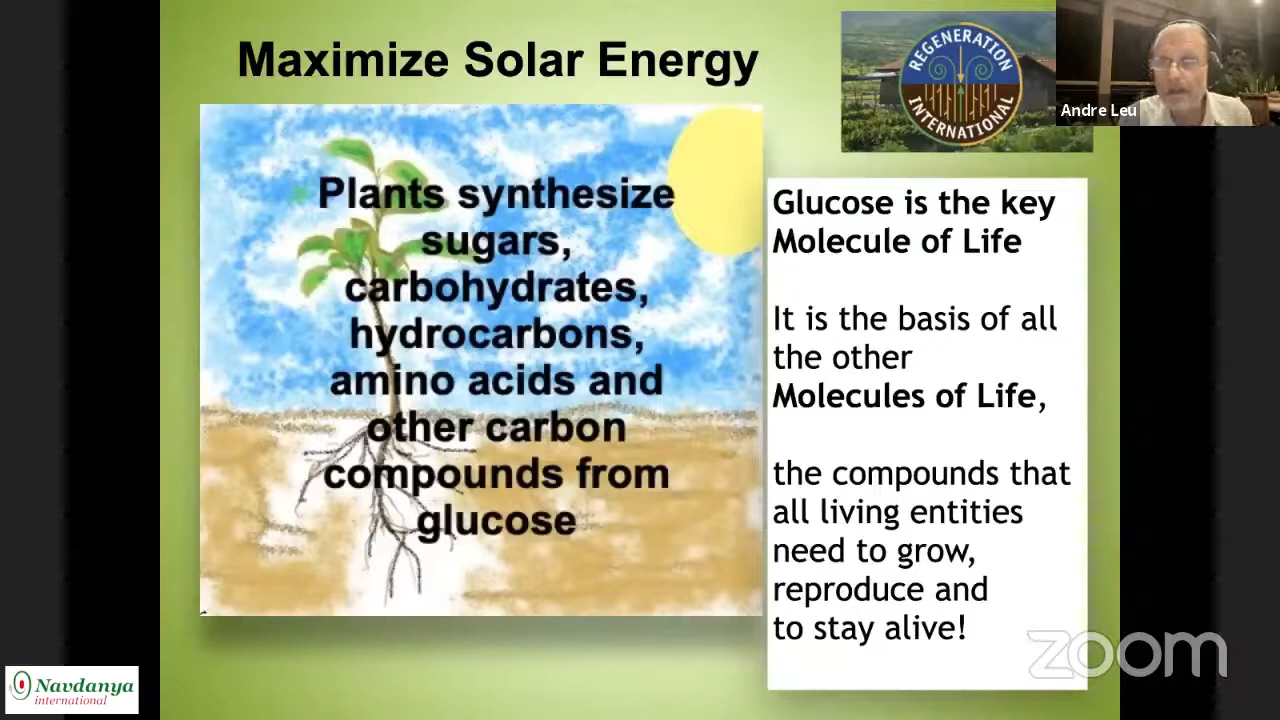 Maximize Solar Energy
REGENERATION
INTERNATIONAL
Andre Leu
Plants synthesize
sugars,
carbohydrates,
hydrocarbons,
amino acids and
other carbon
compounds from
glucose
Glucose is the key
Molecule of Life
It is the basis of all
the other
Molecules of Life,
the compounds that
all living entities
need to grow,
reproduce and
to stay alive!
zoom
Navdanya
international